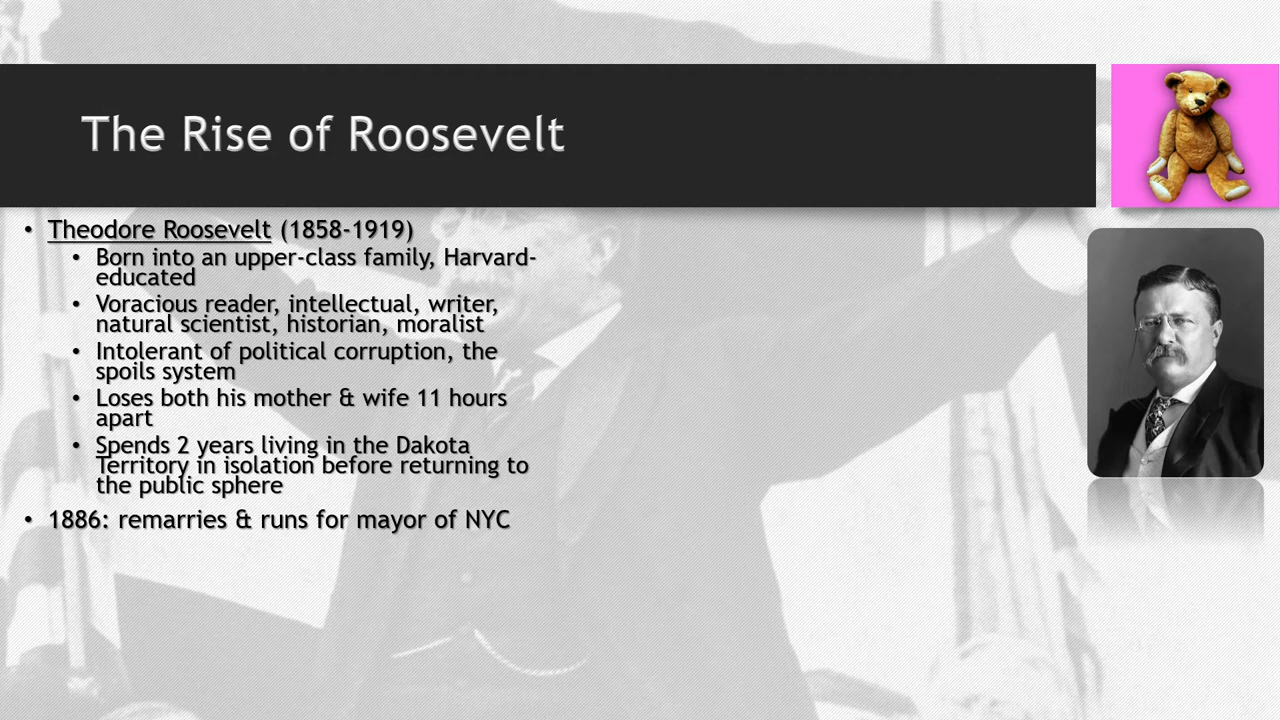 The Rise of Roosevelt
• Theodore Roosevelt (1858-1919)
• Born into an upper-class family, Harvard-
educated
• Voracious reader, intellectual, writer,
natural scientist, historian, moralist
• Intolerant of political corruption, the
spoils system
• Loses both his mother & wife 11 hours
apart
• Spends 2 years living in the Dakota
Territory in isolation before returning to
the public sphere
• 1886: remarries & runs for mayor of NYC